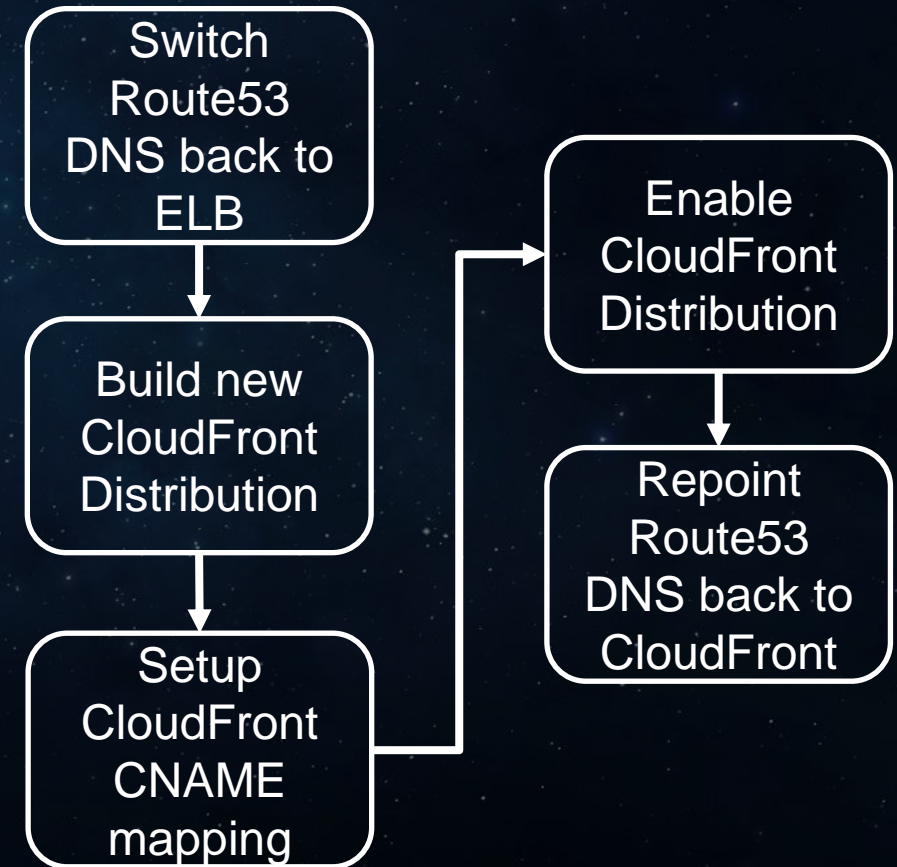 Switch
Route53
DNS back to
ELB
Build new
CloudFront
Distribution
Setup
CloudFront
CNAME
mapping
Enable
CloudFront
Distribution
Repoint
Route53
DNS back to
CloudFront